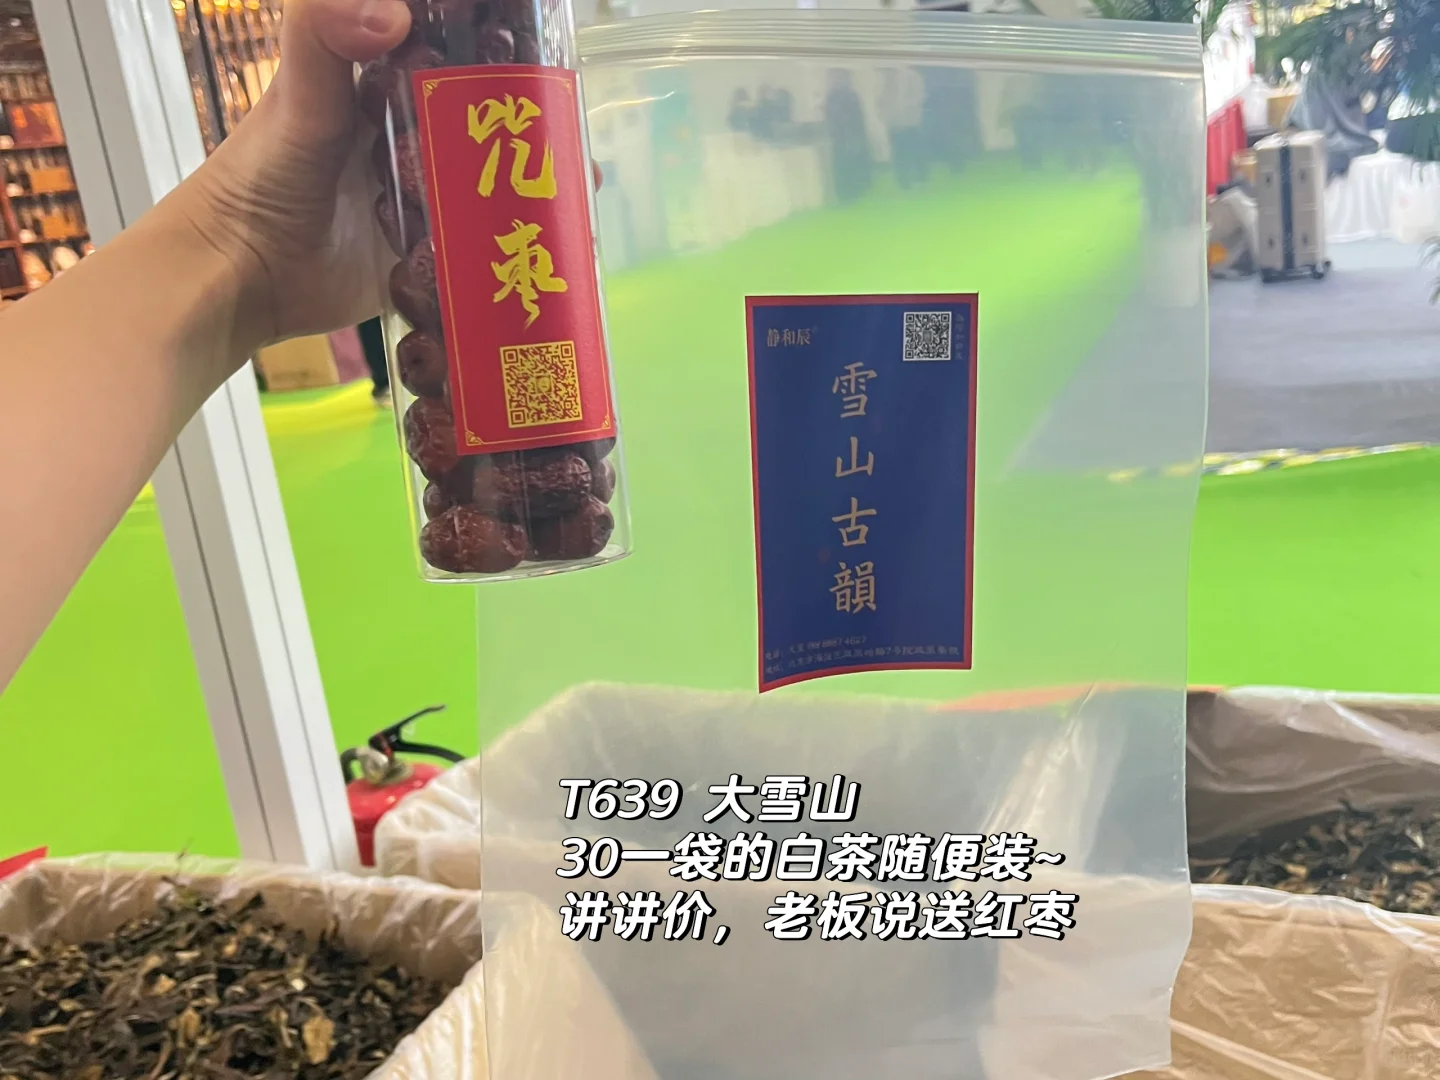 咒枣
静和辰
雪山古韻
T639 大雪山
30一袋的白茶随便装~
讲讲价，老板说送红枣